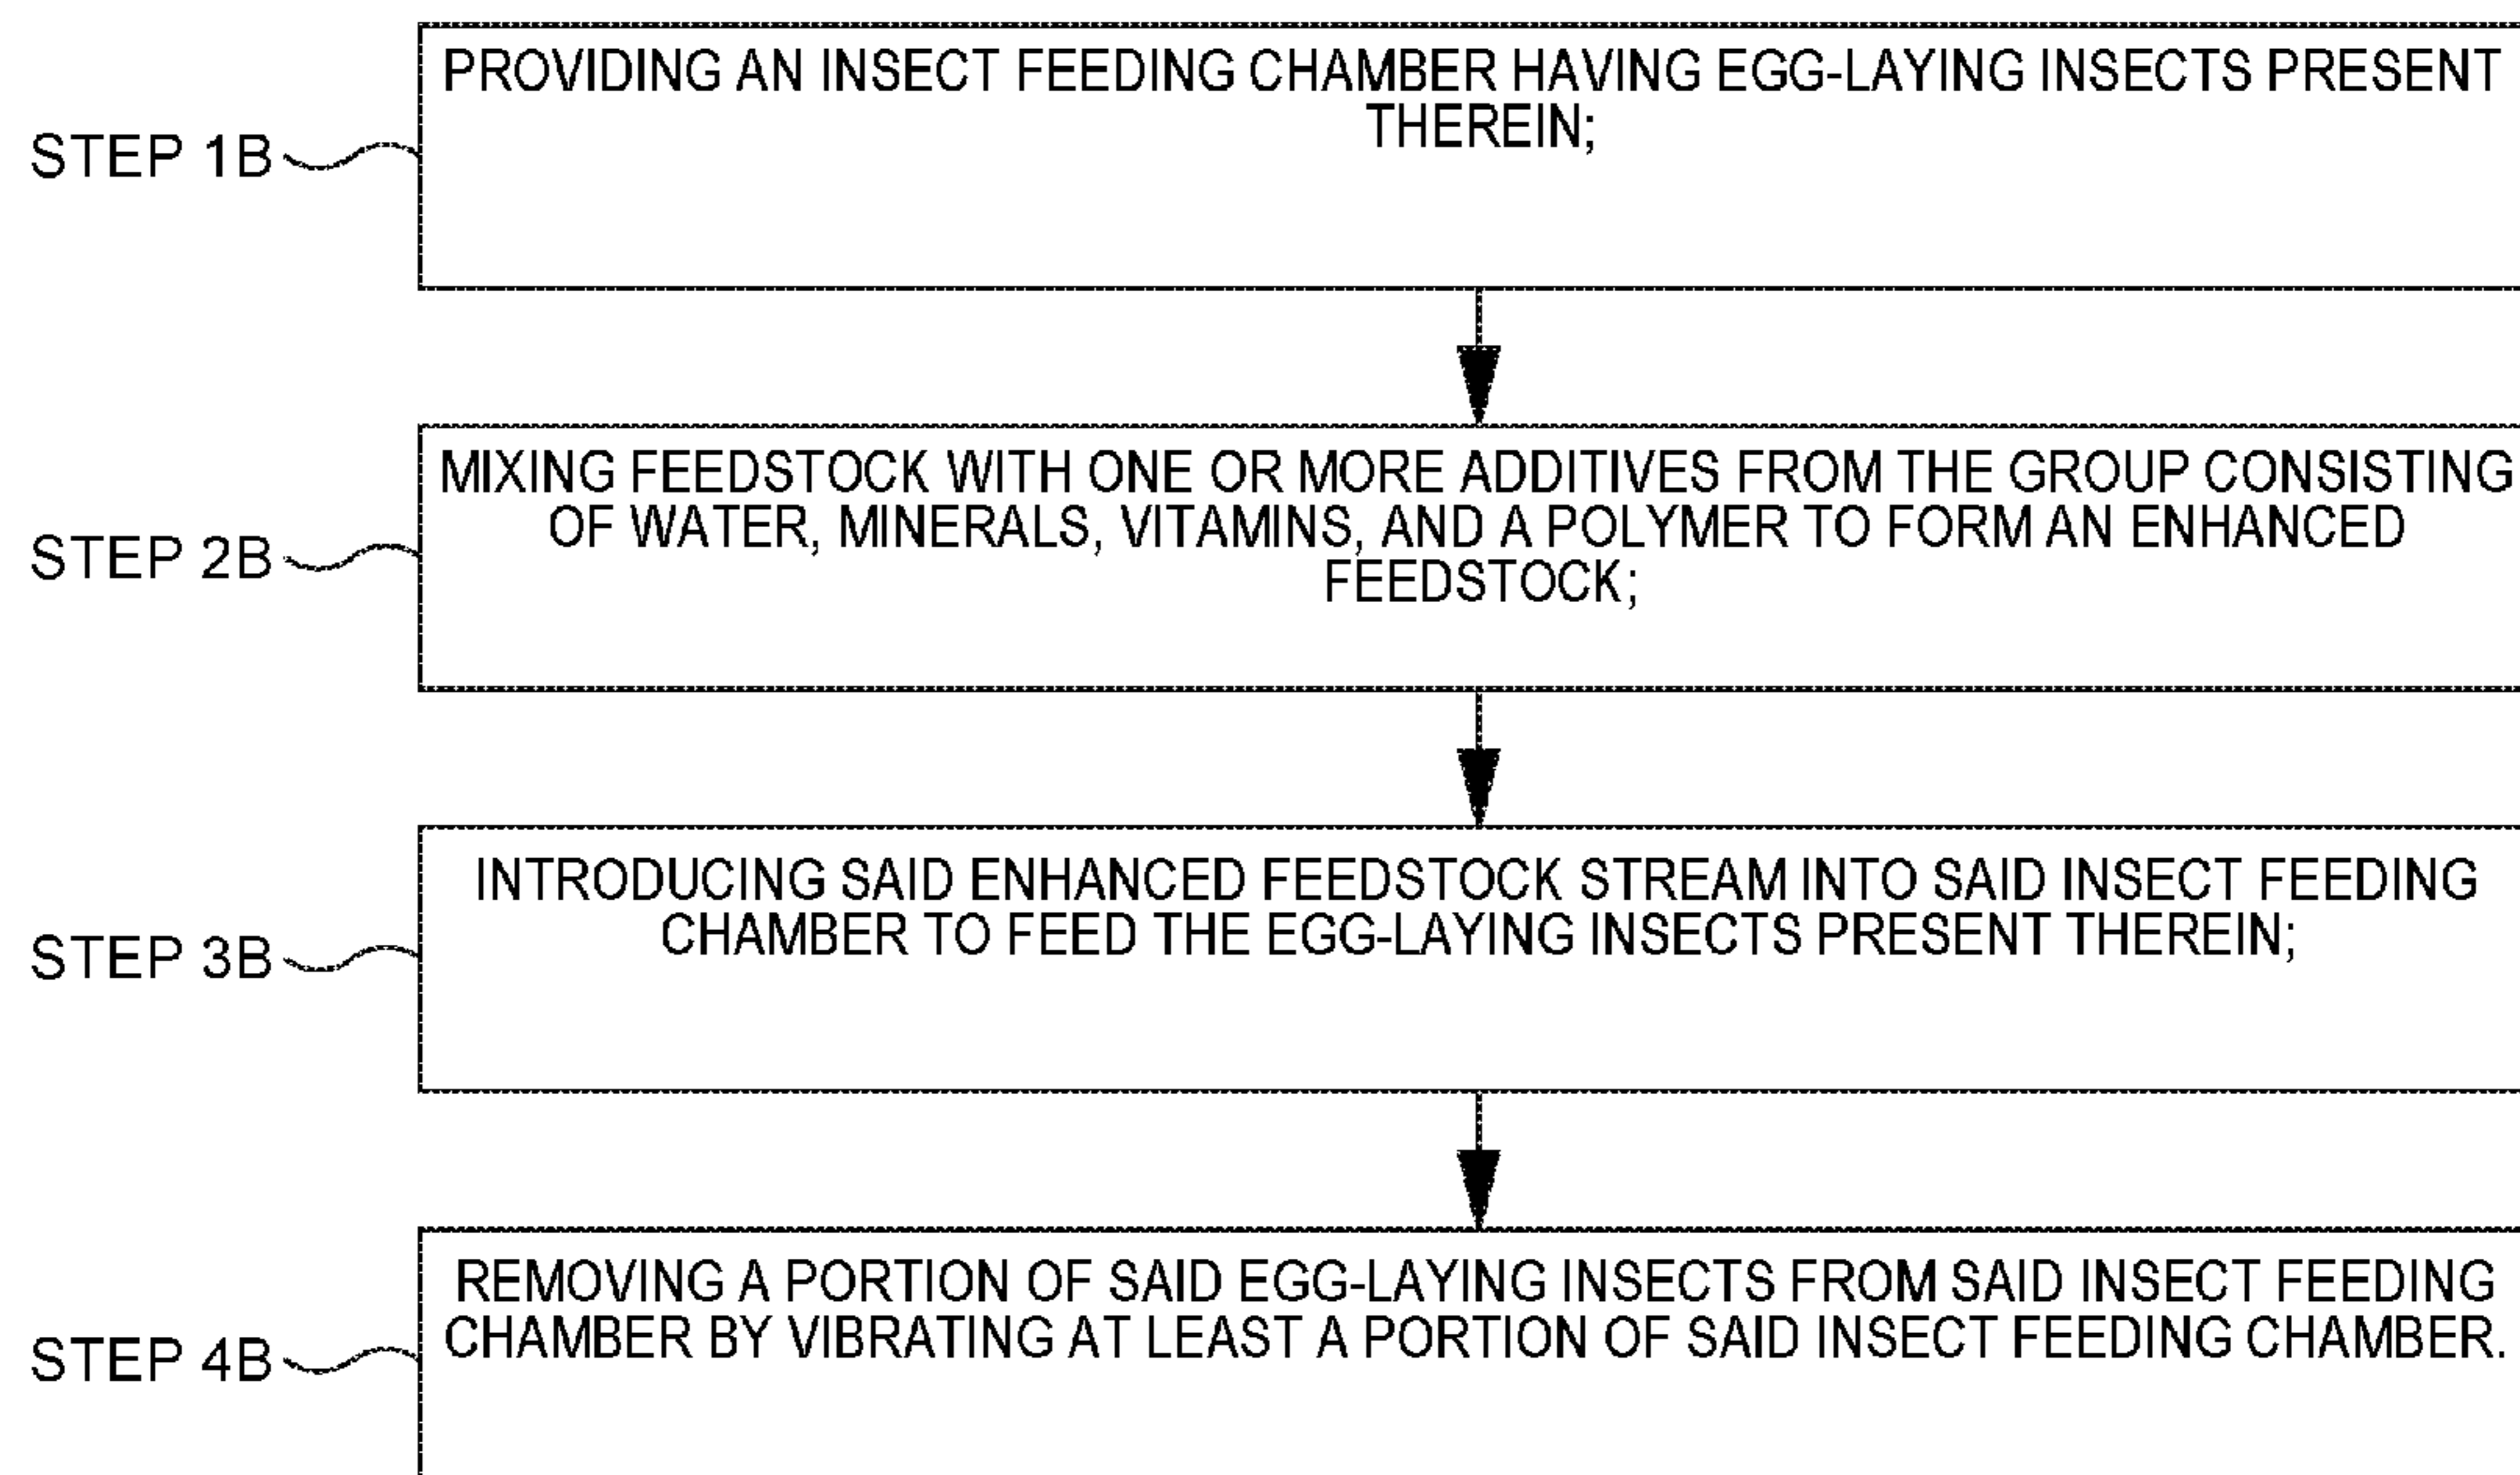 PROVIDING AN INSECT FEEDING CHAMBER HAVING EGG-LAYING INSECTS PRESENT
THEREIN;
STEP 1B
MIXING FEEDSTOCK WITH ONE OR MORE ADDITIVES FROM THE GROUP CONSISTING
OF WATER, MINERALS, VITAMINS, AND A POLYMER TO FORM AN ENHANCED
FEEDSTOCK;
STEP 2B
INTRODUCING SAID ENHANCED FEEDSTOCK STREAM INTO SAID INSECT FEEDING
CHAMBER TO FEED THE EGG-LAYING INSECTS PRESENT THEREIN;
STEP 3B
REMOVING A PORTION OF SAID EGG-LAYING INSECTS FROM SAID INSECT FEEDING
CHAMBER BY VIBRATING AT LEAST A PORTION OF SAID INSECT FEEDING CHAMBER.
STEP 4B